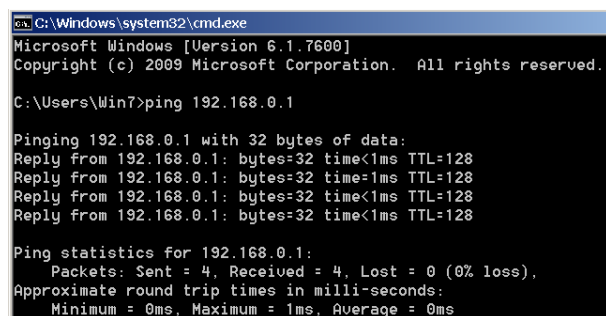 C:\Windows\system32\cmd.exe
Microsoft Windows [Version 6.1.7600]
Copyright (c) 2009 Microsoft Corporation.  All rights reserved.
C:\Users\Win7>ping 192.168.0.1
Pinging 192.168.0.1 with 32 bytes of data:
Reply from 192.168.0.1: bytes=32 time<1ms TTL=128
Reply from 192.168.0.1: bytes=32 time<1ms TTL=128
Reply from 192.168.0.1: bytes=32 time<1ms TTL=128
Reply from 192.168.0.1: bytes=32 time<1ms TTL=128
Ping statistics for 192.168.0.1:
    Packets: Sent = 4, Received = 4, Lost = 0 (0% loss),
Approximate round trip times in milli-seconds:
    Minimum = 0ms, Maximum = 1ms, Average = 0ms